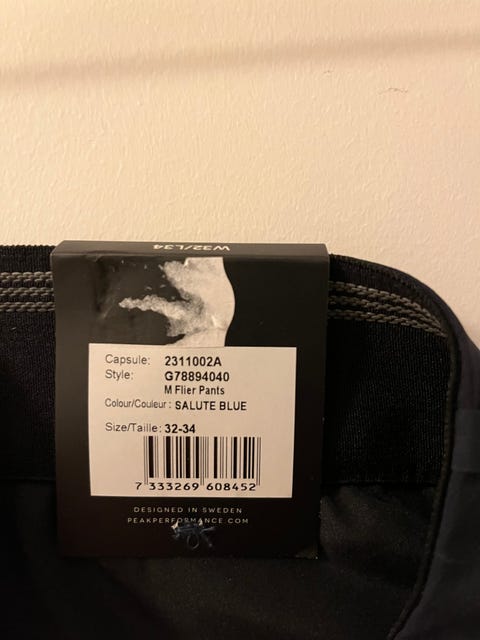 W32/L34
Capsule: 2311002A
Style: G78894040
M Flier Pants
Colour/Couleur : SALUTE BLUE
Size/Taille: 32-34
7 333269 608452
DESIGNED IN SWEDEN
PEAKPERFORMANCE.COM